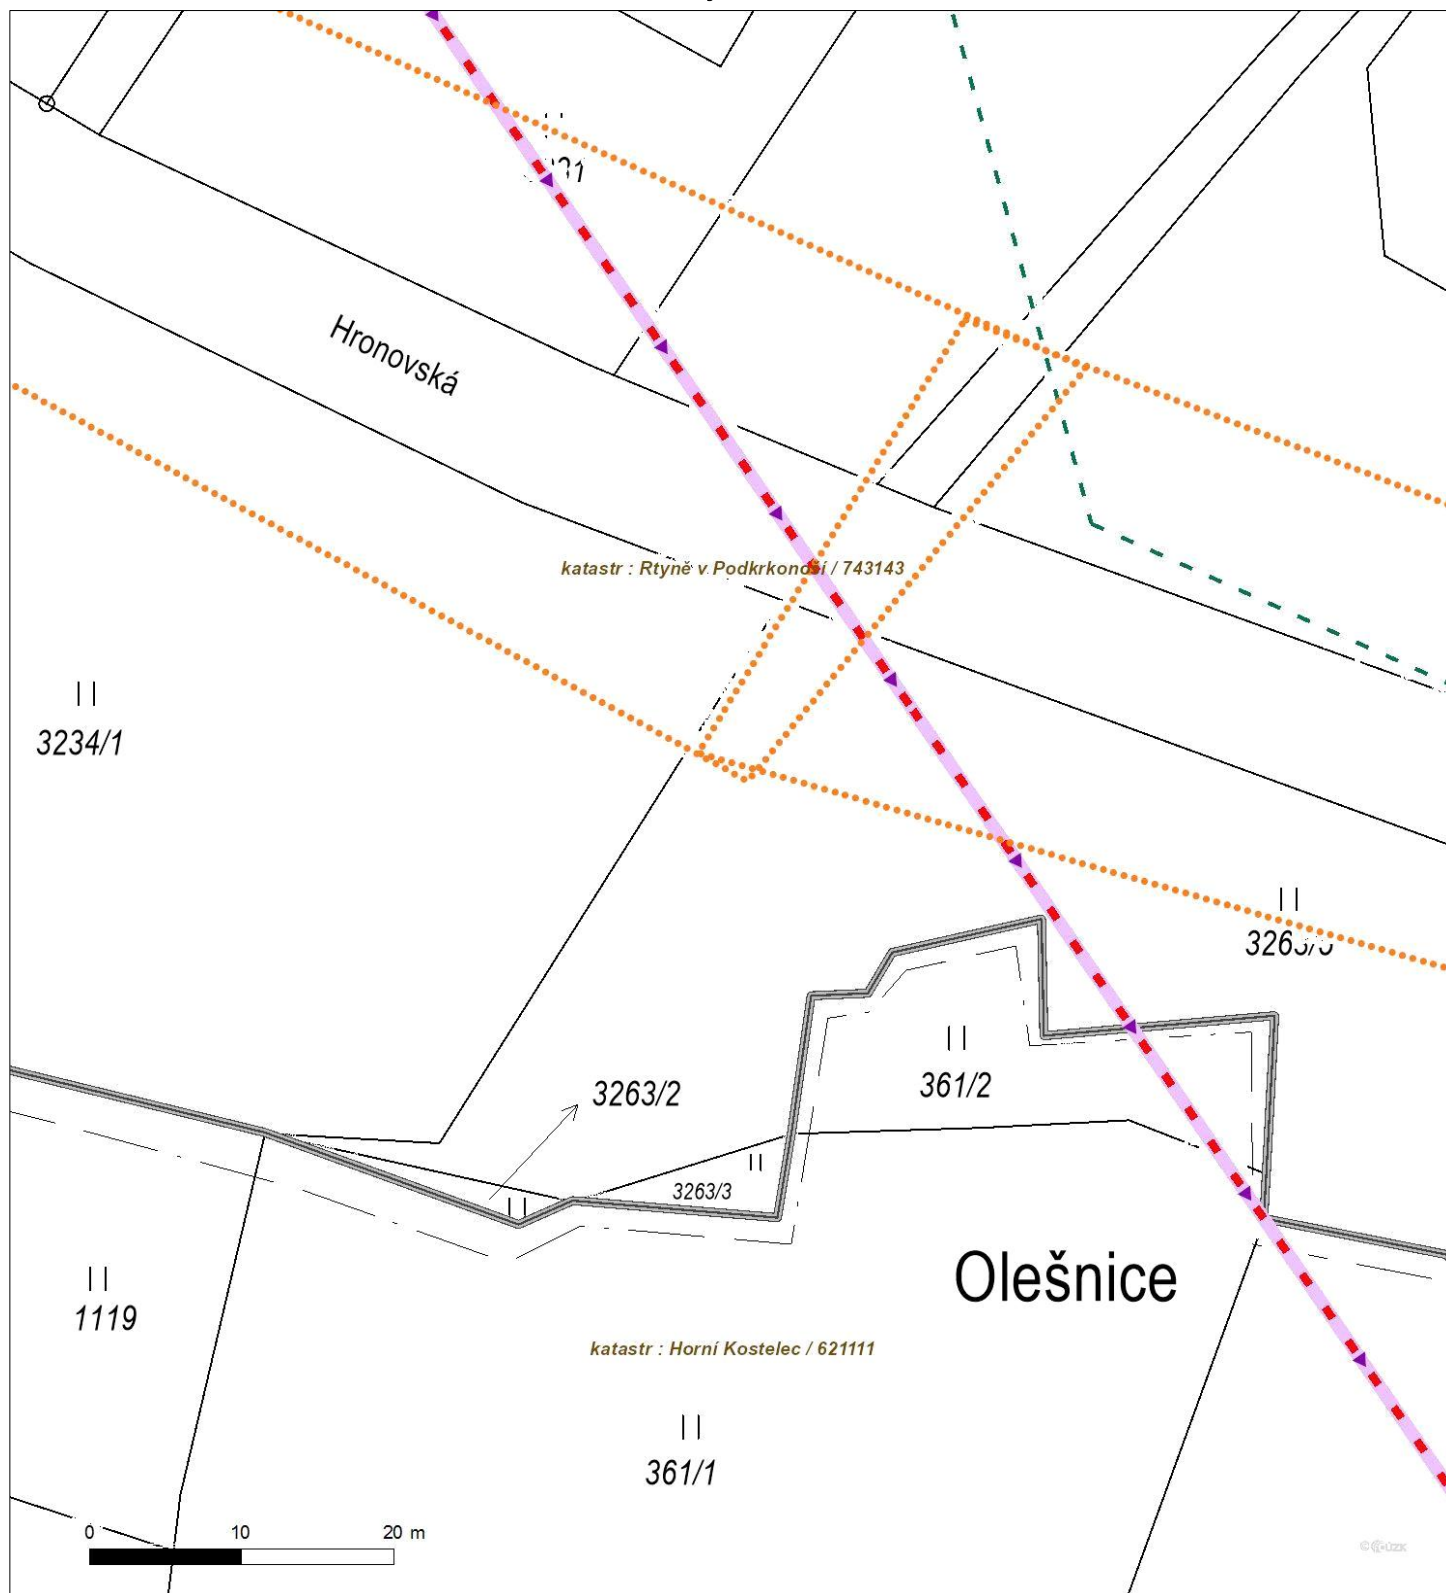 Hronovská
katastr : Rtyně v Podkrkonoší / 743143
3234/1
3263/2
361/2
3263/3
Olešnice
1119
katastr : Horní Kostelec / 621111
361/1
0 10 20 m
© ČÚZK